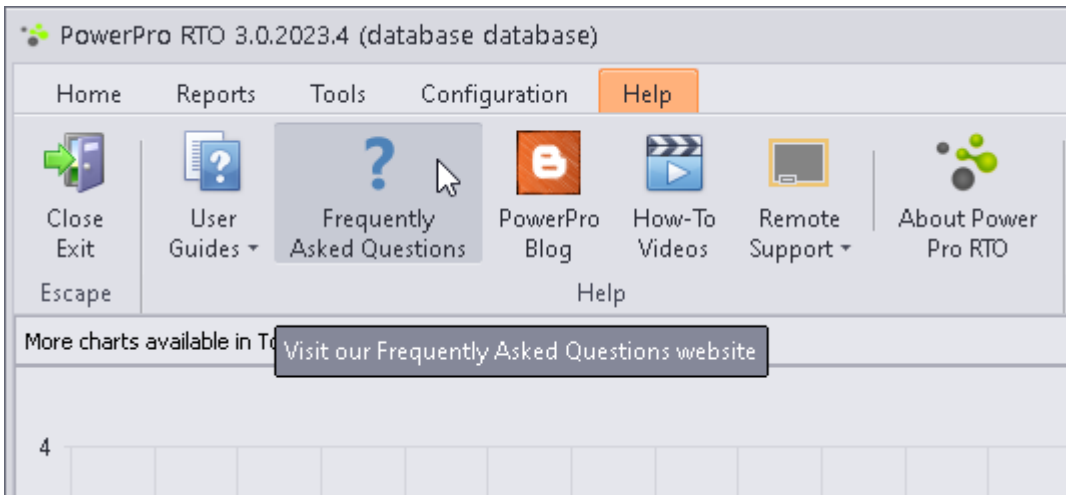 PowerPro RTO 3.0.2023.4 (database database)
Home Reports Tools Configuration Help
Close Exit
User Guides
Frequently Asked Questions
PowerPro Blog
How-To Videos
Remote Support
About Power Pro RTO
Escape Help
More charts available in
Visit our Frequently Asked Questions website
4